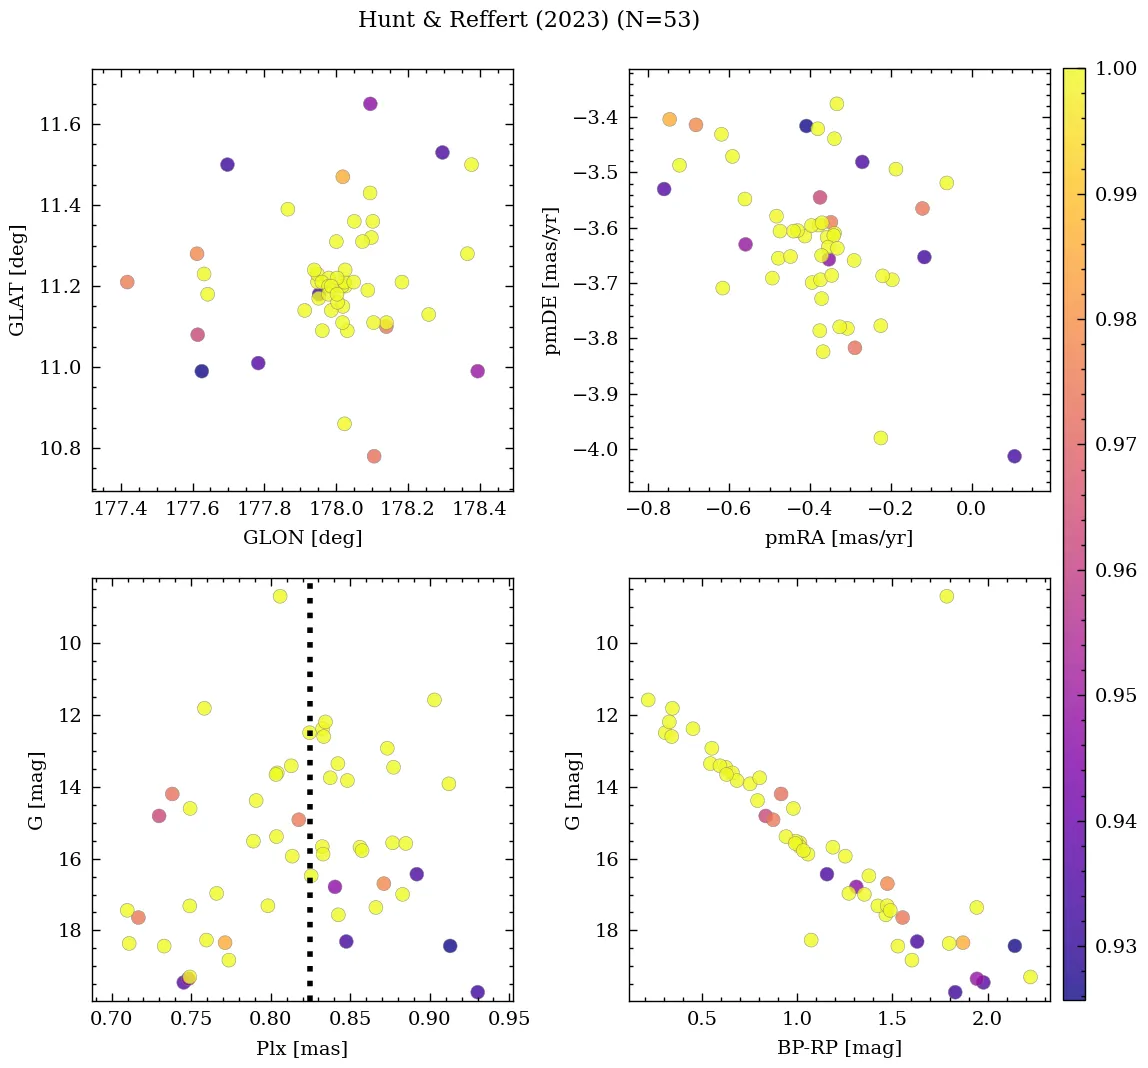 Hunt & Reffert (2023) (N=53)
11.6
11.4
11.2
11.0
10.8
GLAT [deg]
177.4 177.6 177.8 178.0 178.2 178.4
GLON [deg]
−3.4
−3.5
−3.6
−3.7
−3.8
−3.9
−4.0
pmDE [mas/yr]
−0.8 −0.6 −0.4 −0.2 0.0
pmRA [mas/yr]
10
12
14
16
18
G [mag]
0.70 0.75 0.80 0.85 0.90 0.95
Plx [mas]
10
12
14
16
18
G [mag]
0.5 1.0 1.5 2.0
BP-RP [mag]
1.00
0.99
0.98
0.97
0.96
0.95
0.94
0.93